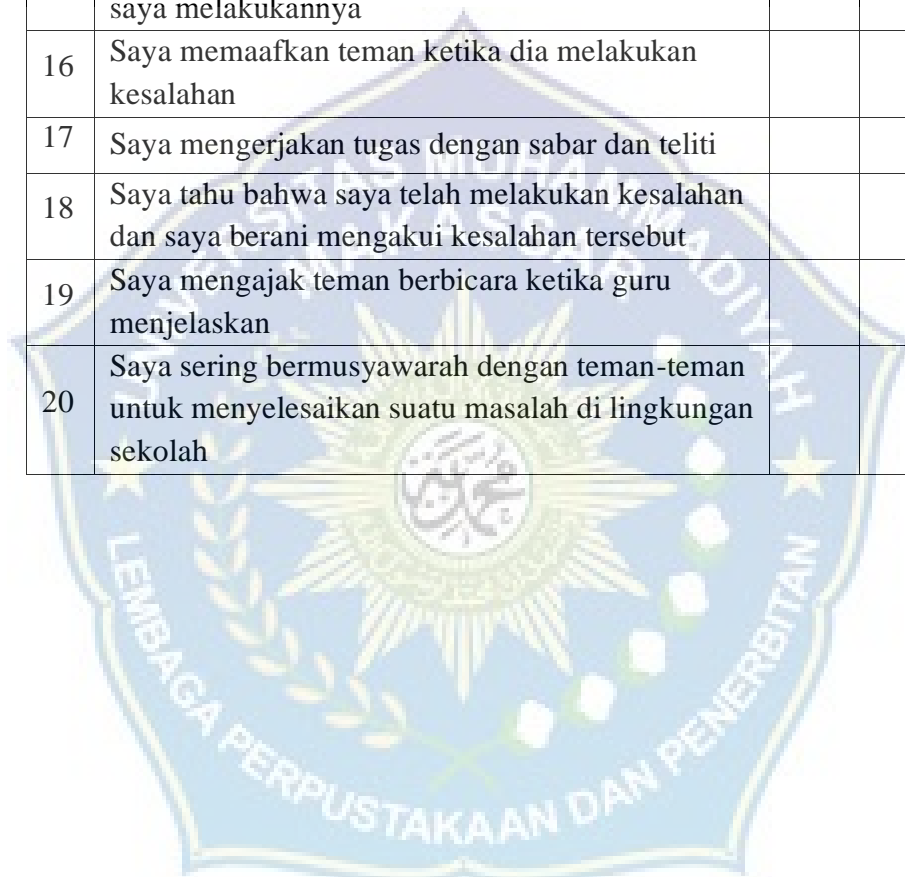 saya melakukannya
16 Saya memaafkan teman ketika dia melakukan
kesalahan
17 Saya mengerjakan tugas dengan sabar dan teliti
18 Saya tahu bahwa saya telah melakukan kesalahan
dan saya berani mengakui kesalahan tersebut
19 Saya mengajak teman berbicara ketika guru
menjelaskan
20 Saya sering bermusyawarah dengan teman-teman
untuk menyelesaikan suatu masalah di lingkungan
sekolah
UNIVERSITAS MUHAMMADIYAH
MAKASSAR
LEMBAGA PERPUSTAKAAN DAN PENERBITAN